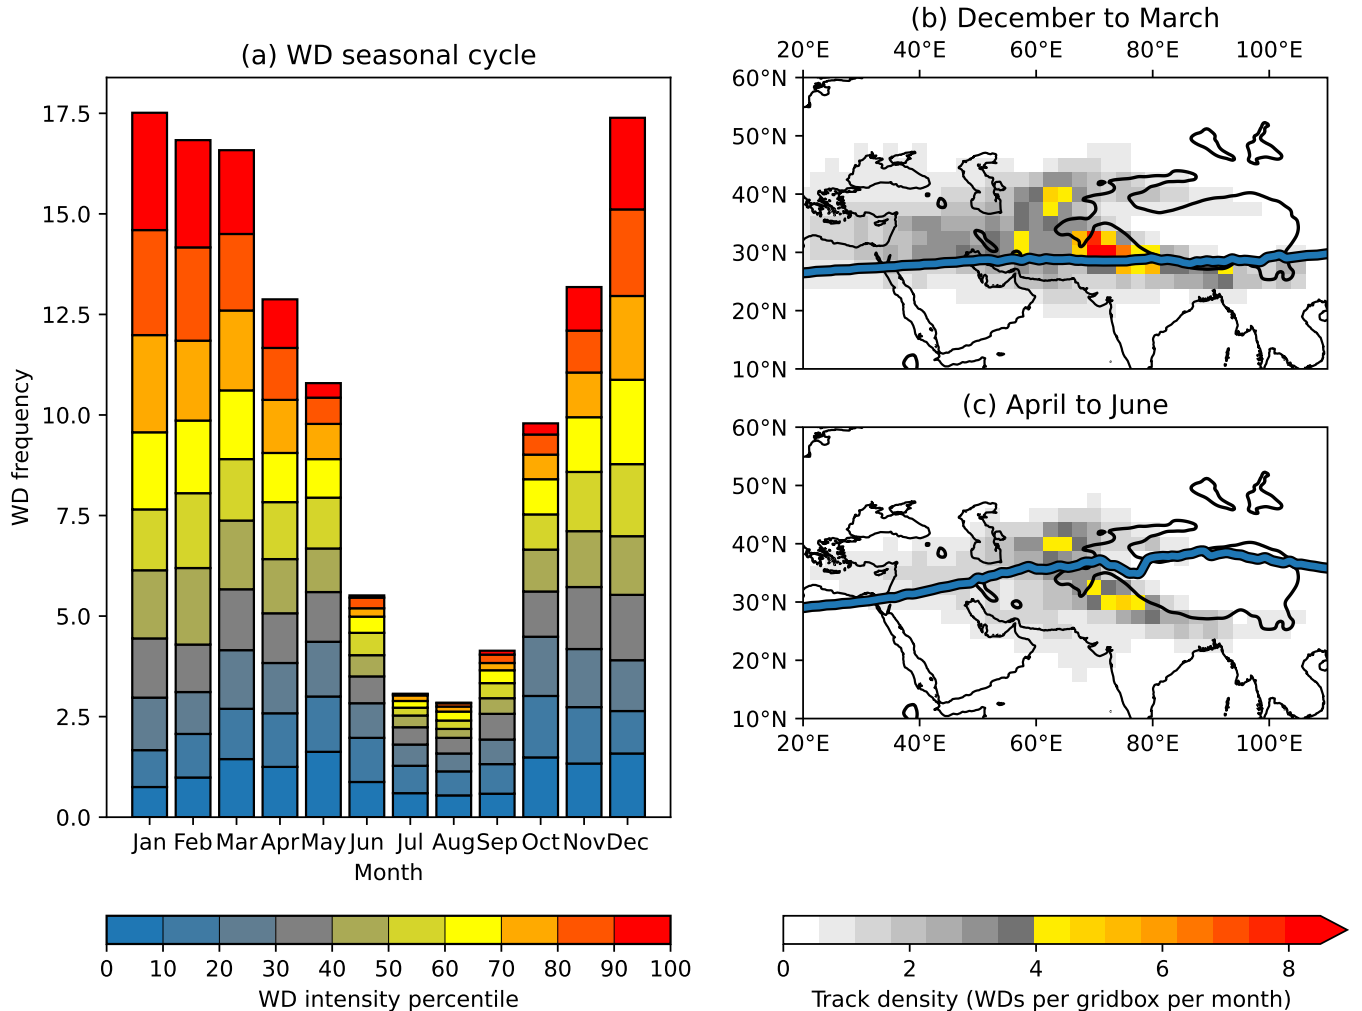 (a) WD seasonal cycle
17.5
15.0
12.5
10.0
7.5
5.0
2.5
0.0
WD frequency
Jan Feb Mar Apr May Jun Jul Aug Sep Oct Nov Dec
Month
0 10 20 30 40 50 60 70 80 90 100
WD intensity percentile
(b) December to March
20°E 40°E 60°E 80°E 100°E
60°N
50°N
40°N
30°N
20°N
10°N
(c) April to June
60°N
50°N
40°N
30°N
20°N
10°N
20°E 40°E 60°E 80°E 100°E
0 2 4 6 8
Track density (WDs per gridbox per month)